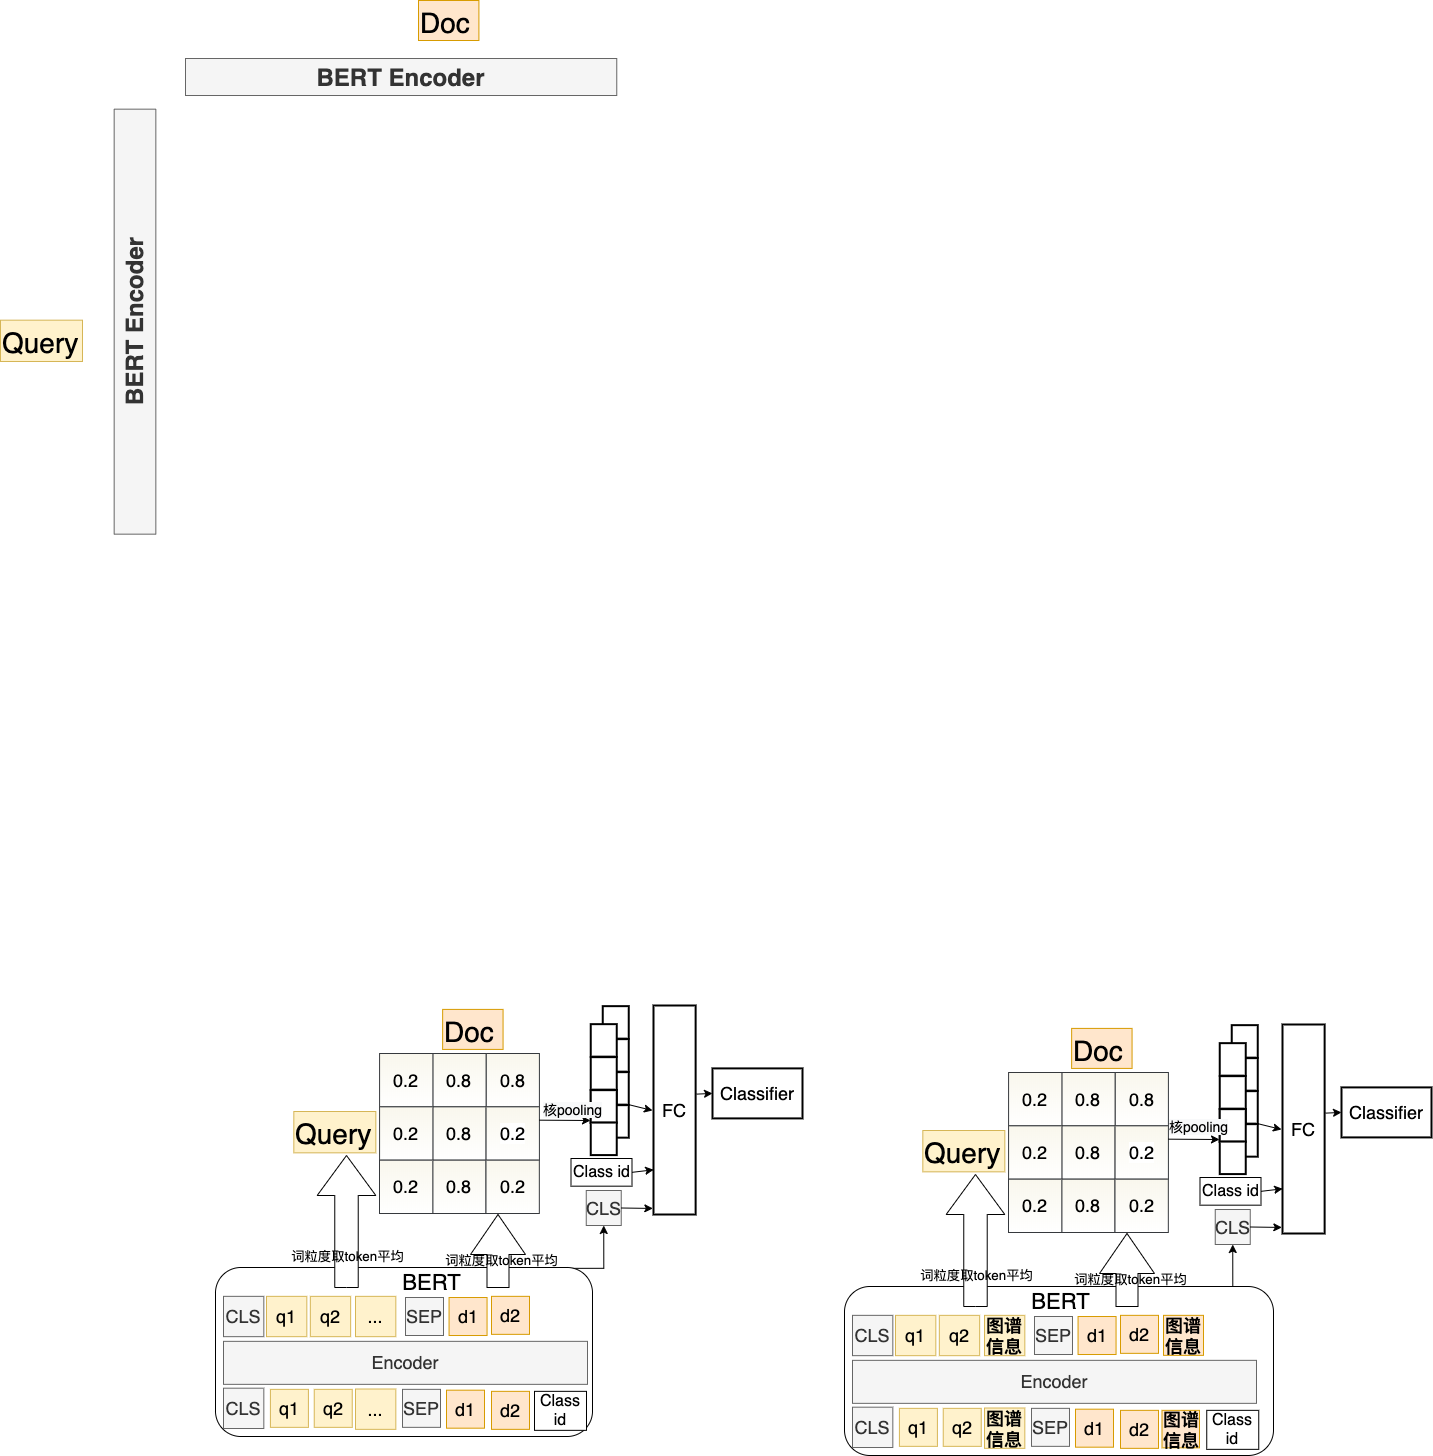 Doc
BERT Encoder
BERT Encoder
Query
Doc
0.2 0.8 0.8
核pooling
Query
0.2 0.8 0.2
0.2 0.8 0.2
FC
Classifier
Class id
CLS
词粒度取token平均
词粒度取token平均
BERT
CLS q1 q2 ... SEP d1 d2
Encoder
CLS q1 q2 ... SEP d1 d2 Class
id
Doc
0.2 0.8 0.8
核pooling
Query
0.2 0.8 0.2
0.2 0.8 0.2
FC
Classifier
Class id
CLS
词粒度取token平均
词粒度取token平均
BERT
CLS q1 q2 图谱
信息
SEP d1 d2 图谱
信息
Encoder
CLS q1 q2 图谱
信息
SEP d1 d2 图谱
信息
Class
id